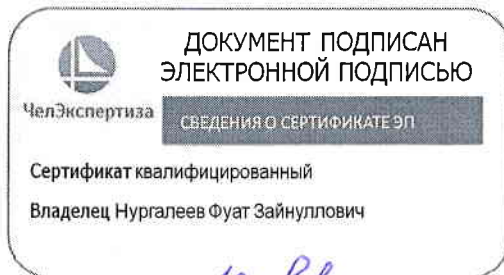 ДОКУМЕНТ ПОДПИСАН
ЭЛЕКТРОННОЙ ПОДПИСЬЮ
ЧелЭкспертиза
СВЕДЕНИЯ О СЕРТИФИКАТЕ ЭП
Сертификат квалифицированный
Владелец Нургалеев Фуат Зайнуллович